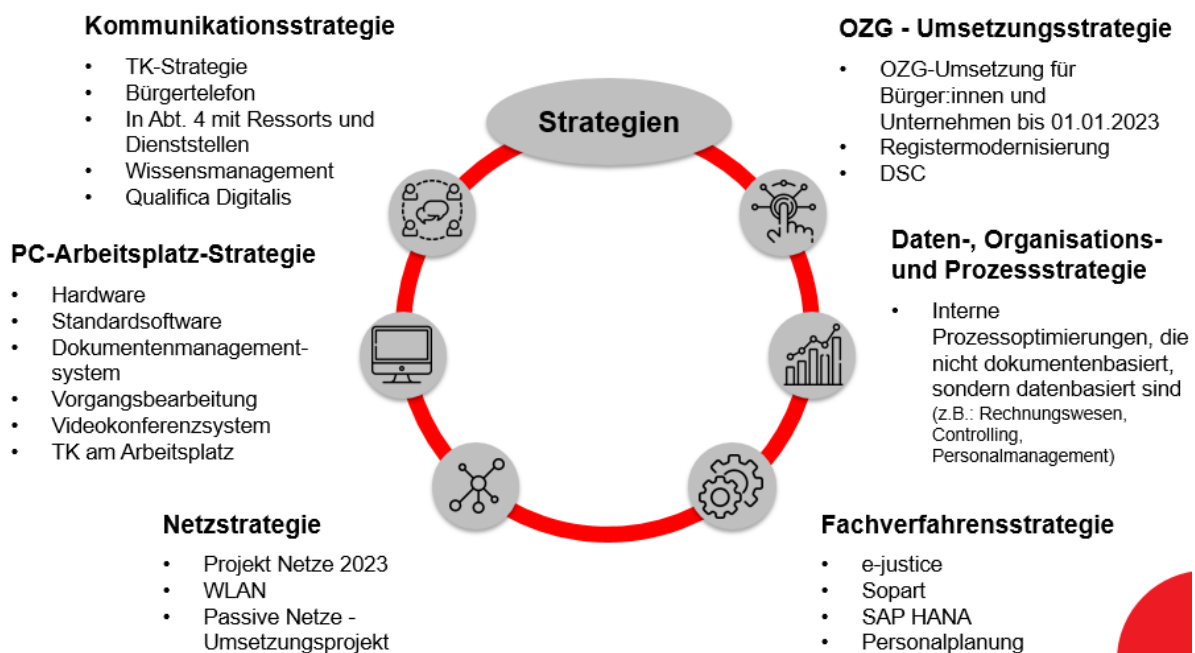 Kommunikationsstrategie
• TK-Strategie
• Bürgertelefon
• In Abt. 4 mit Ressorts und
Dienststellen
• Wissensmanagement
• Qualifica Digitalis
PC-Arbeitsplatz-Strategie
• Hardware
• Standardsoftware
• Dokumentenmanagement-
system
• Vorgangsbearbeitung
• Videokonferenzsystem
• TK am Arbeitsplatz
Netzstrategie
• Projekt Netze 2023
• WLAN
• Passive Netze -
Umsetzungsprojekt
Strategien
OZG - Umsetzungsstrategie
• OZG-Umsetzung für
Bürger:innen und
Unternehmen bis 01.01.2023
• Registermodernisierung
• DSC
Daten-, Organisations-
und Prozessstrategie
• Interne
Prozessoptimierungen, die
nicht dokumentenbasiert,
sondern datenbasiert sind
(z.B.: Rechnungswesen,
Controlling,
Personalmanagement)
Fachverfahrensstrategie
• e-justice
• Sopart
• SAP HANA
• Personalplanung